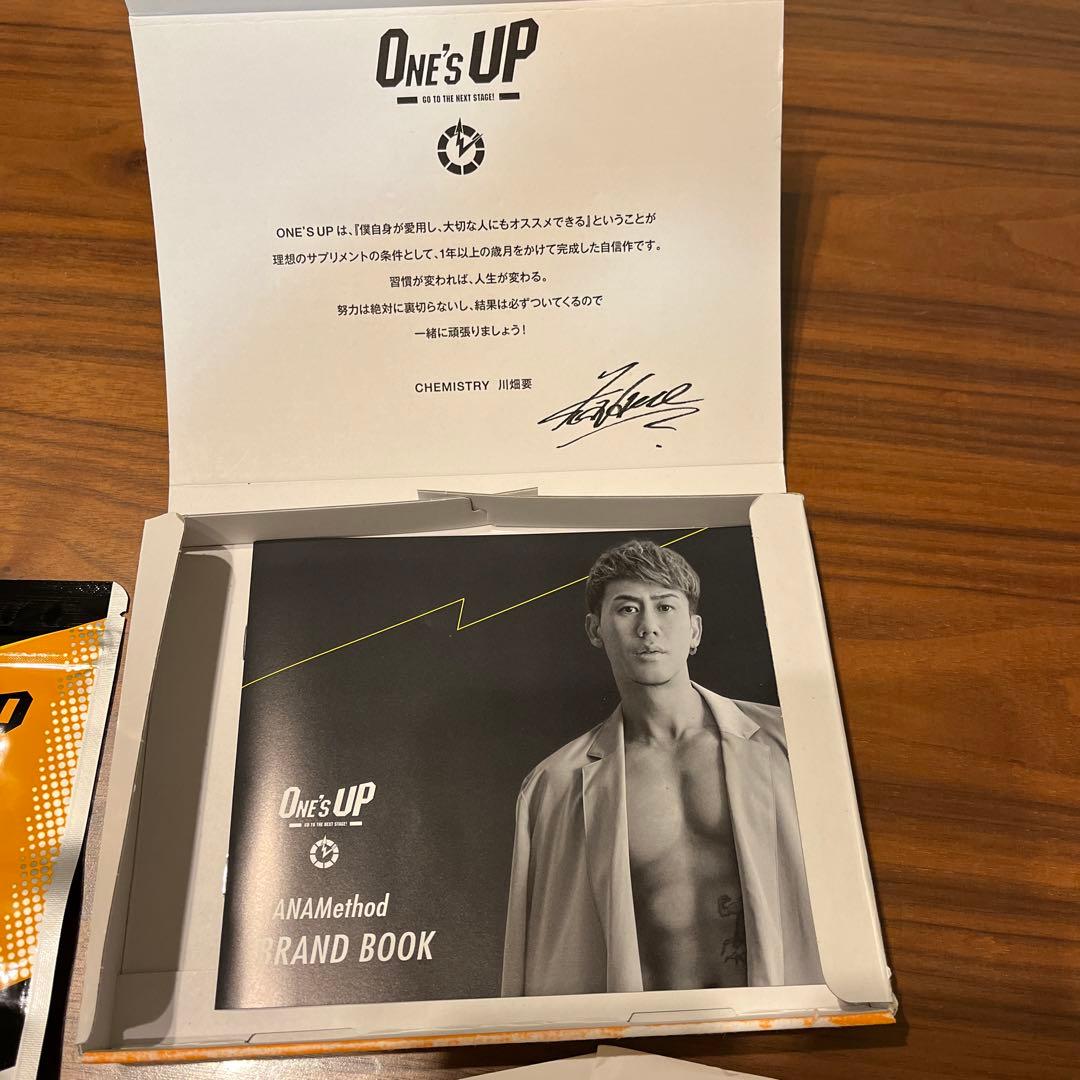 ONE'S UP
GO TO THE NEXT STAGE!
ONE'S UP は、『僕自身が愛用し、大切な人にもオススメできる』ということが
理想のサプリメントの条件として、1年以上の歳月をかけて完成した自信作です。
習慣が変われば、人生が変わる。
努力は絶対に裏切らないし、結果は必ずついてくるので
一緒に頑張りましょう！
CHEMISTRY 川畑要
ONE'S UP
GO TO THE NEXT STAGE!
ANAMethod
BRAND BOOK